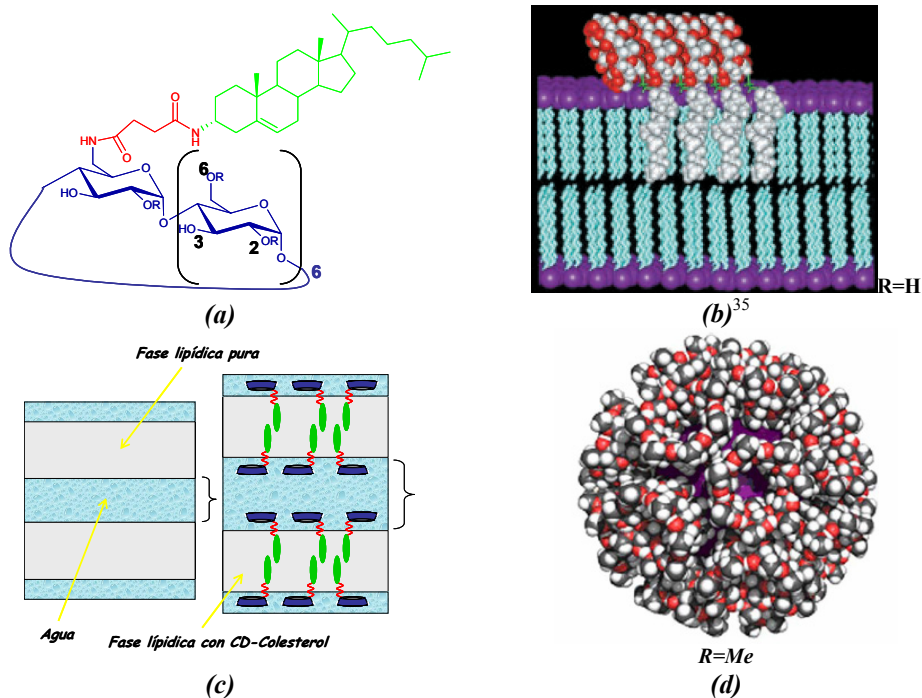 O
H
N
HN
N
H
O
6
OR
O
HO
OR
O
O
O
HO
3
2
OR
O
6
(a)
R=H
(b)35
Fase lipídica pura
Agua
Fase lípidica con CD-Colesterol
(c)
R=Me
(d)